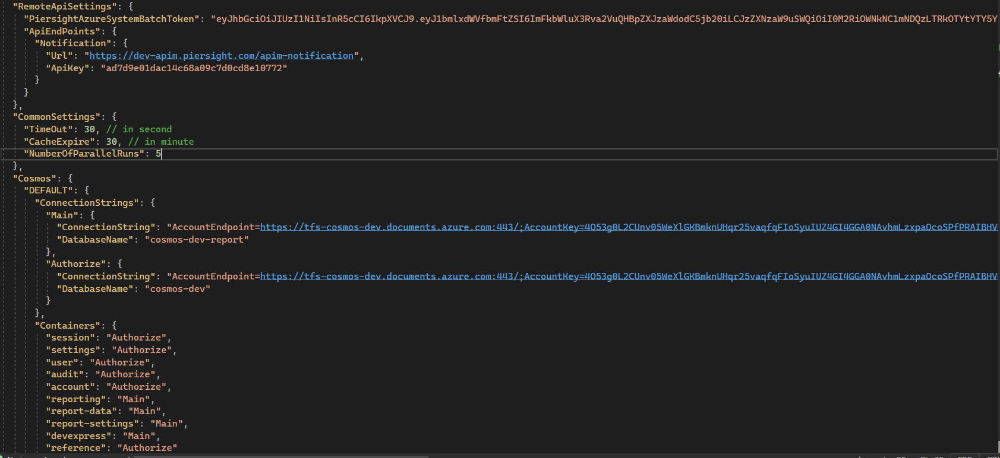 "RemoteApiSettings": {
"PiersightAzureSystemBatchToken": "eyJhbGciOiJIUzI1NiIsInR5cCI6IkpXVCJ9.eyJ1bmlxdWVfbmFtZSI6ImFkbWluX3Rva2VuQHBpZXJzaWdodC5jb20iLCJzZXNzaW9uSWQiOiI0M2RiOWNkNC1mNDQzLTRkOTYtYTY5Y
"ApiEndPoints": {
"Notification": {
"Url": "https://dev-apim.piersight.com/apim-notification",
"ApiKey": "ad7d9e01dac14c68a09c7d0cd8e10772"
}
}
},
"CommonSettings": {
"TimeOut": 30, // in second
"CacheExpire": 30, // in minute
"NumberOfParallelRuns": 5
},
"Cosmos": {
"DEFAULT": {
"ConnectionStrings": {
"Main": {
"ConnectionString": "AccountEndpoint=https://tfs-cosmos-dev.documents.azure.com:443/;AccountKey=4O53g0L2CUnv05WeXlGKBmknUHqr25vaqfqFIoSyuIUZ4GI4GGA0NAvhmLzxpaOcoSPfPRAIBHV
"DatabaseName": "cosmos-dev-report"
},
"Authorize": {
"ConnectionString": "AccountEndpoint=https://tfs-cosmos-dev.documents.azure.com:443/;AccountKey=4O53g0L2CUnv05WeXlGKBmknUHqr25vaqfqFIoSyuIUZ4GI4GGA0NAvhmLzxpaOcoSPfPRAIBHV
"DatabaseName": "cosmos-dev"
}
},
"Containers": {
"session": "Authorize",
"settings": "Authorize",
"user": "Authorize",
"audit": "Authorize",
"account": "Authorize",
"reporting": "Main",
"report-data": "Main",
"report-settings": "Main",
"devexpress": "Main",
"reference": "Authorize"